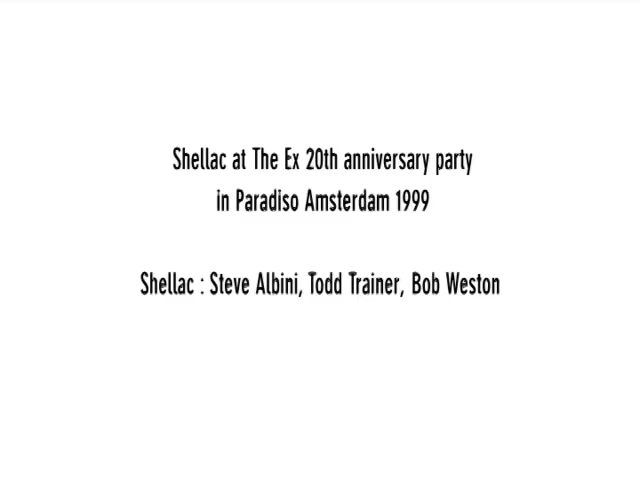 Shellac at The Ex 20th anniversary party
in Paradiso Amsterdam 1999
Shellac : Steve Albini, Todd Trainer, Bob Weston